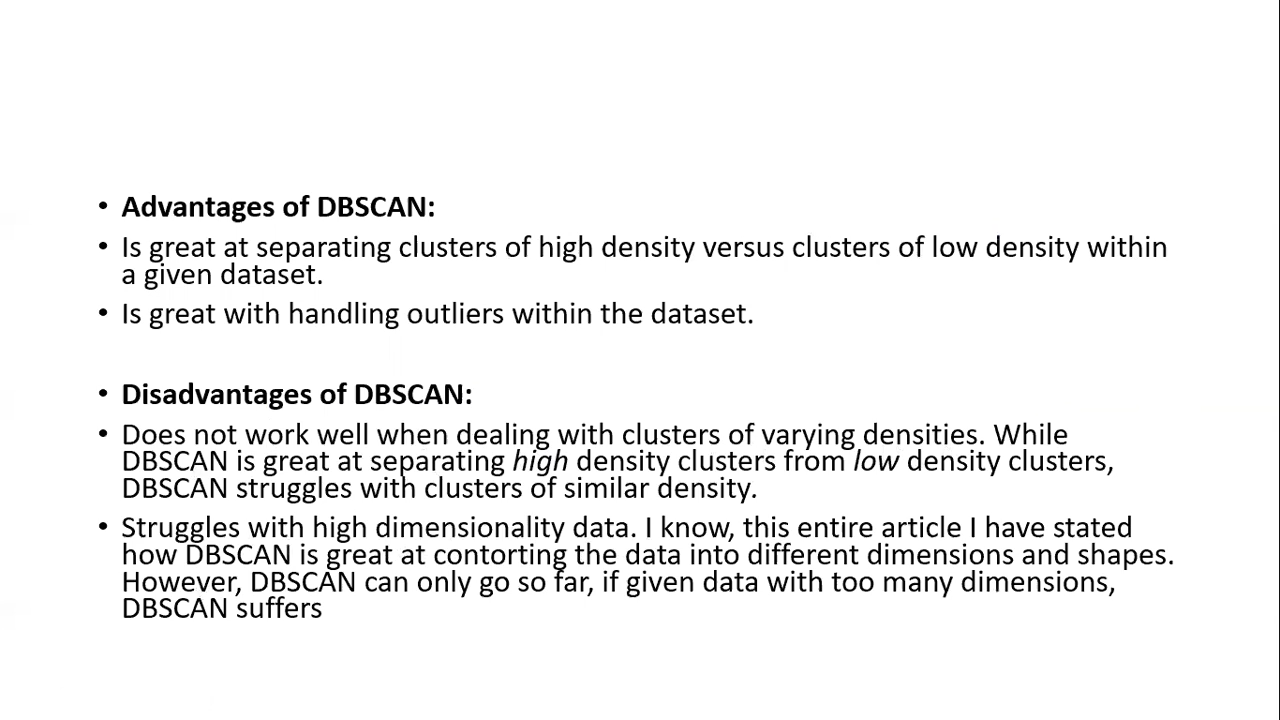 • Advantages of DBSCAN:
• Is great at separating clusters of high density versus clusters of low density within
a given dataset.
• Is great with handling outliers within the dataset.
• Disadvantages of DBSCAN:
• Does not work well when dealing with clusters of varying densities. While
DBSCAN is great at separating high density clusters from low density clusters,
DBSCAN struggles with clusters of similar density.
• Struggles with high dimensionality data. I know, this entire article I have stated
how DBSCAN is great at contorting the data into different dimensions and shapes.
However, DBSCAN can only go so far, if given data with too many dimensions,
DBSCAN suffers